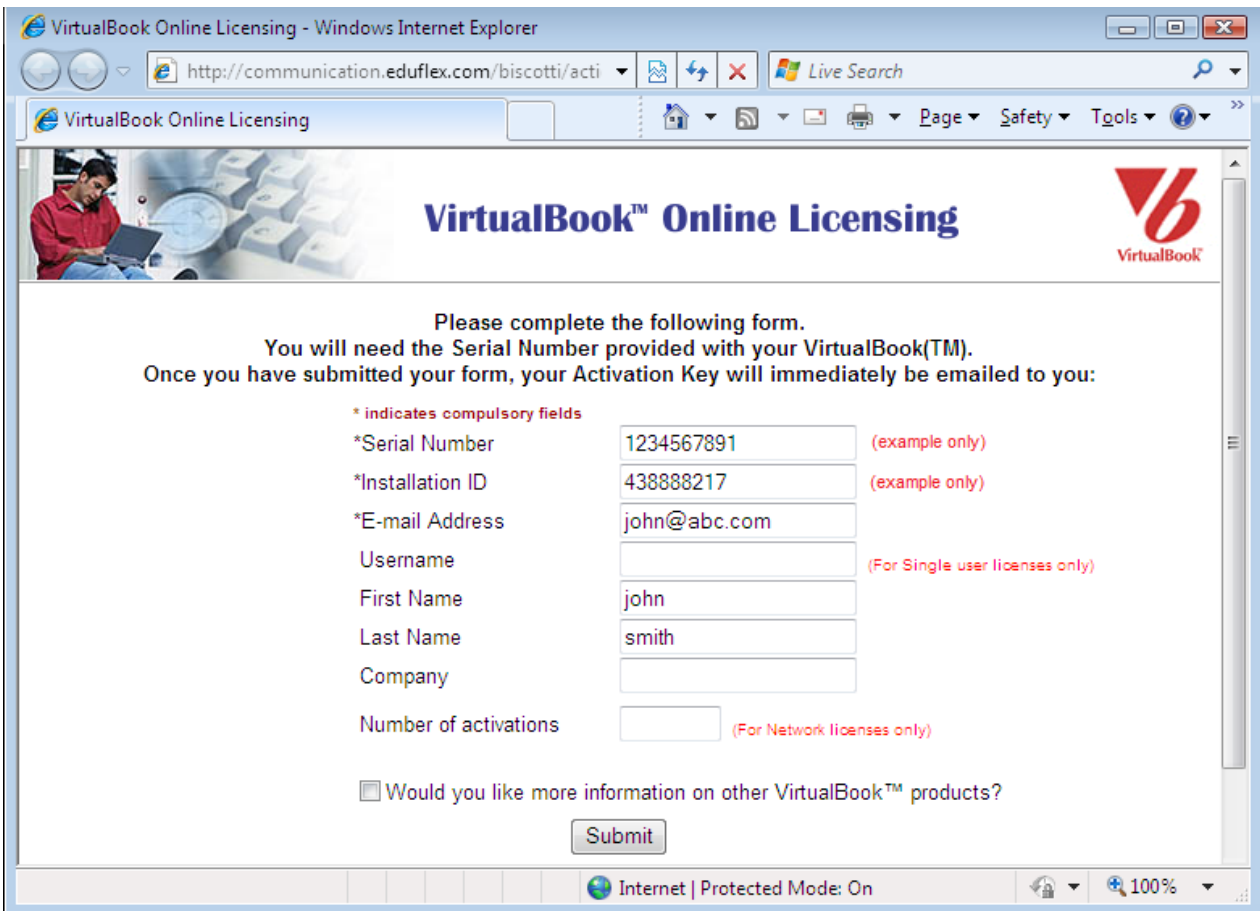 VirtualBook Online Licensing - Windows Internet Explorer
http://communication.eduflex.com/biscotti/acti
Live Search
VirtualBook Online Licensing
Page Safety Tools
VirtualBook™ Online Licensing
VirtualBook™
Please complete the following form.
You will need the Serial Number provided with your VirtualBook(TM).
Once you have submitted your form, your Activation Key will immediately be emailed to you:
* indicates compulsory fields
*Serial Number 1234567891 (example only)
*Installation ID 438888217 (example only)
*E-mail Address john@abc.com
Username (For Single user licenses only)
First Name john
Last Name smith
Company
Number of activations (For Network licenses only)
Would you like more information on other VirtualBook™ products?
Submit
Internet | Protected Mode: On 100%